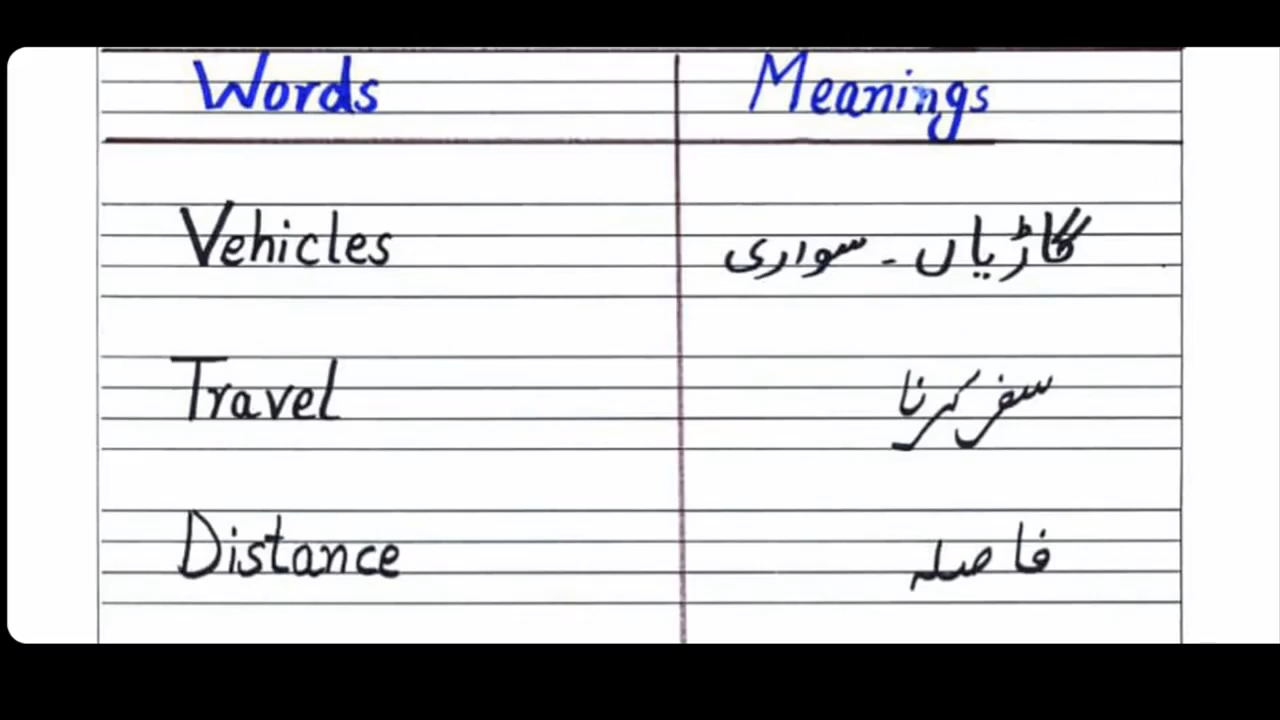 Words Meanings
Vehicles گاڑیاں ۔ سواری
Travel سفر کرنا
Distance فاصلہ